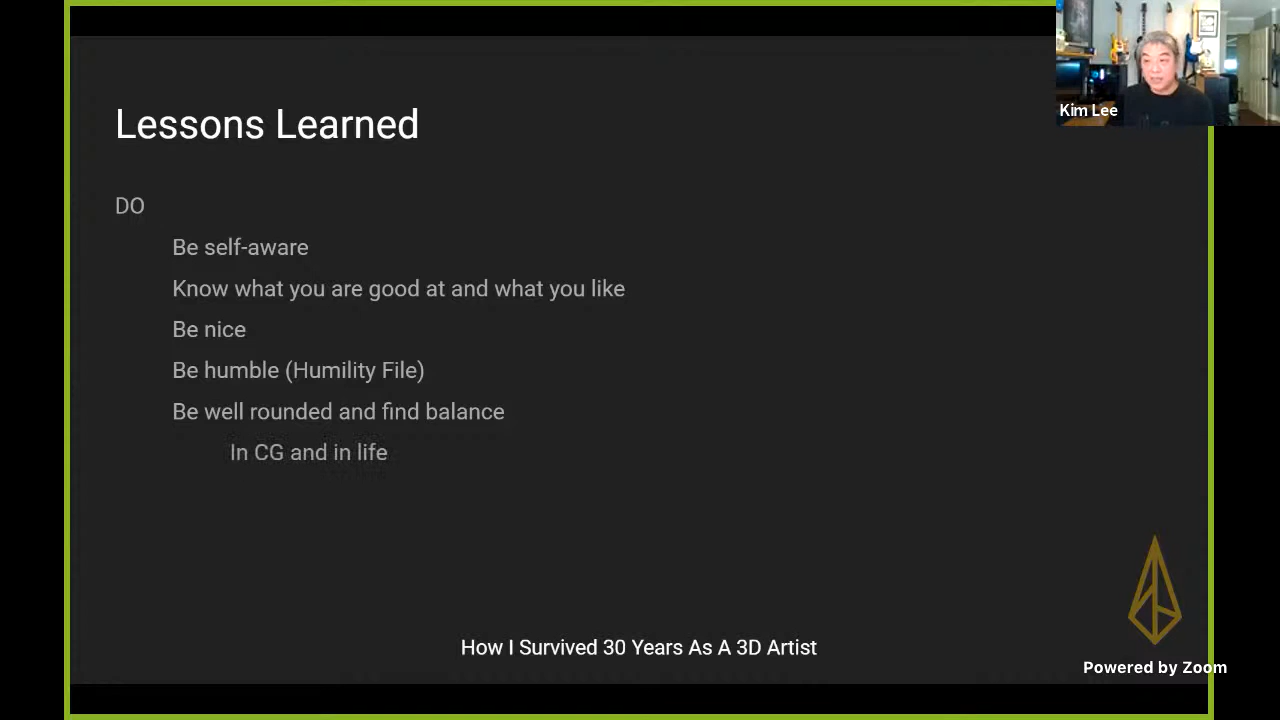 Kim Lee
Lessons Learned
DO
Be self-aware
Know what you are good at and what you like
Be nice
Be humble (Humility File)
Be well rounded and find balance
In CG and in life
How I Survived 30 Years As A 3D Artist
Powered by Zoom